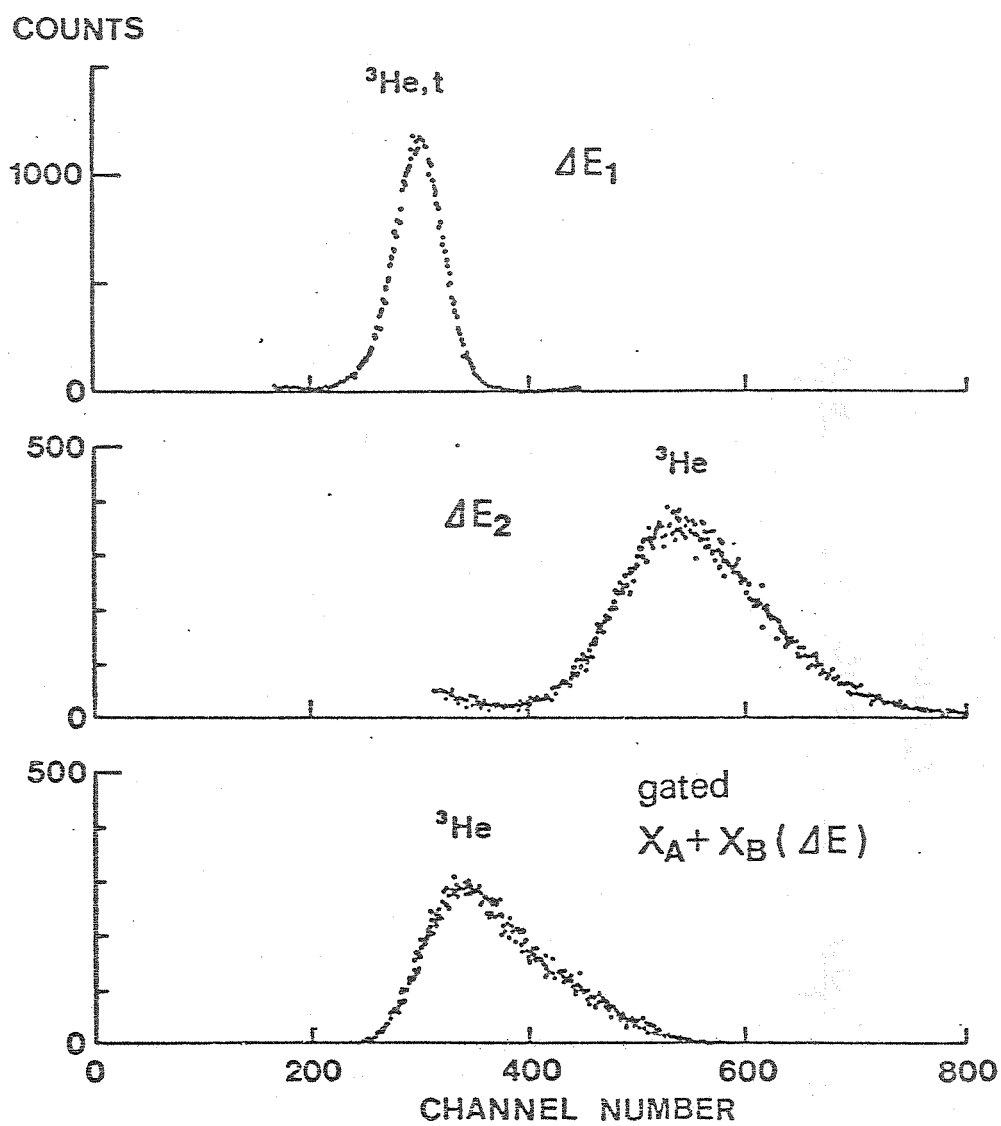 COUNTS
³He,t
1000
ΔE₁
0
500
³He
ΔE₂
0
500
gated
³He
X_A + X_B ( ΔE )
0
0 200 400 600 800
CHANNEL NUMBER